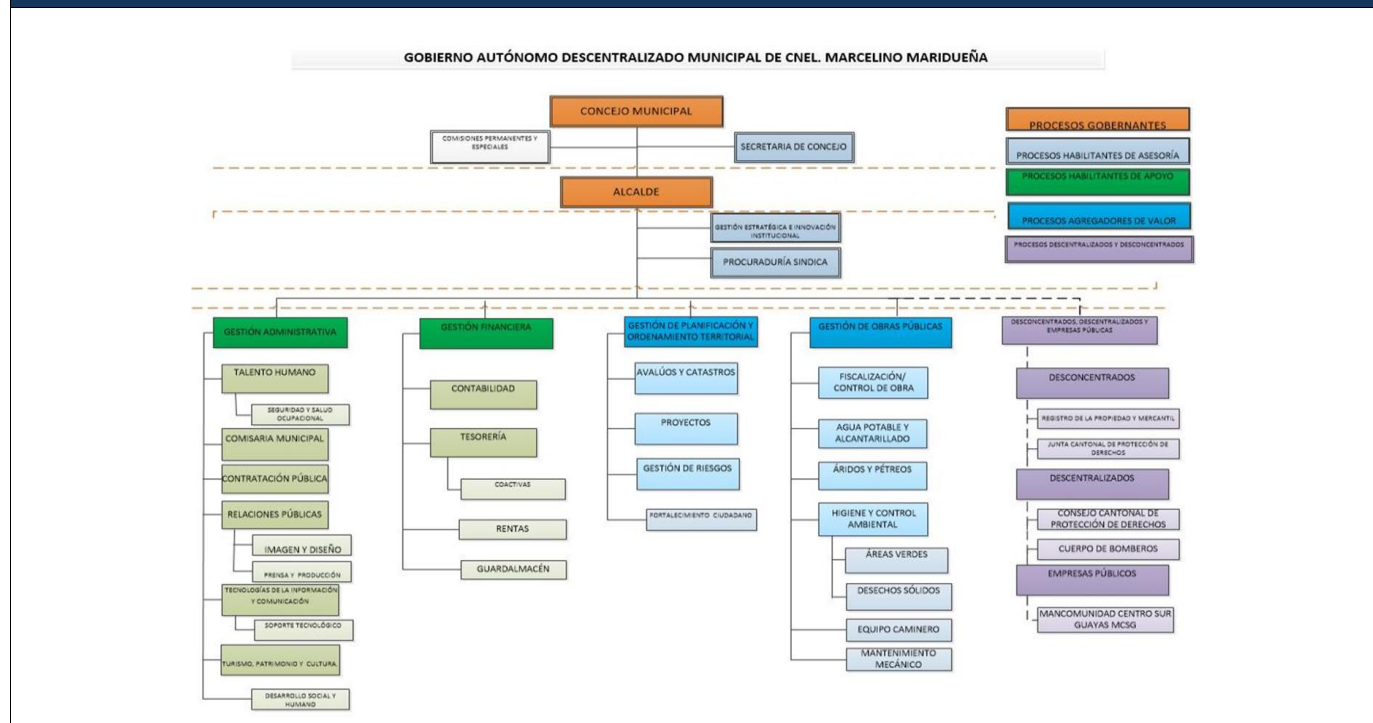 GOBIERNO AUTÓNOMO DESCENTRALIZADO MUNICIPAL DE CNEL. MARCELINO MARIDUEÑA
CONCEJO MUNICIPAL
COMISIONES PERMANENTES Y
ESPECIALES
SECRETARIA DE CONCEJO
ALCALDE
GESTIÓN ESTRATÉGICA E INNOVACIÓN
INSTITUCIONAL
PROCURADURÍA SINDICA
PROCESOS GOBERNANTES
PROCESOS HABILITANTES DE ASESORÍA
PROCESOS HABILITANTES DE APOYO
PROCESOS AGREGADORES DE VALOR
PROCESOS DESCENTRALIZADOS Y DESCONCENTRADOS
GESTIÓN ADMINISTRATIVA
TALENTO HUMANO
SEGURIDAD Y SALUD
OCUPACIONAL
COMISARIA MUNICIPAL
CONTRATACIÓN PÚBLICA
RELACIONES PÚBLICAS
IMAGEN Y DISEÑO
PRENSA Y PRODUCCIÓN
TECNOLOGÍAS DE LA INFORMACIÓN
Y COMUNICACIÓN
SOPORTE TECNOLÓGICO
TURISMO, PATRIMONIO Y CULTURA.
DESARROLLO SOCIAL Y
HUMANO
GESTIÓN FINANCIERA
CONTABILIDAD
TESORERÍA
COACTIVAS
RENTAS
GUARDALMACÉN
GESTIÓN DE PLANIFICACIÓN Y
ORDENAMIENTO TERRITORIAL
AVALÚOS Y CATASTROS
PROYECTOS
GESTIÓN DE RIESGOS
FORTALECIMIENTO CIUDADANO
GESTIÓN DE OBRAS PÚBLICAS
FISCALIZACIÓN/
CONTROL DE OBRA
AGUA POTABLE Y
ALCANTARILLADO
ÁRIDOS Y PÉTREOS
HIGIENE Y CONTROL
AMBIENTAL
ÁREAS VERDES
DESECHOS SÓLIDOS
EQUIPO CAMINERO
MANTENIMIENTO
MECÁNICO
DESCONCENTRADOS, DESCENTRALIZADOS Y
EMPRESAS PÚBLICAS
DESCONCENTRADOS
REGISTRO DE LA PROPIEDAD Y MERCANTIL
JUNTA CANTONAL DE PROTECCIÓN DE
DERECHOS
DESCENTRALIZADOS
CONSEJO CANTONAL DE
PROTECCIÓN DE DERECHOS
CUERPO DE BOMBEROS
EMPRESAS PÚBLICOS
MANCOMUNIDAD CENTRO SUR
GUAYAS MCSG